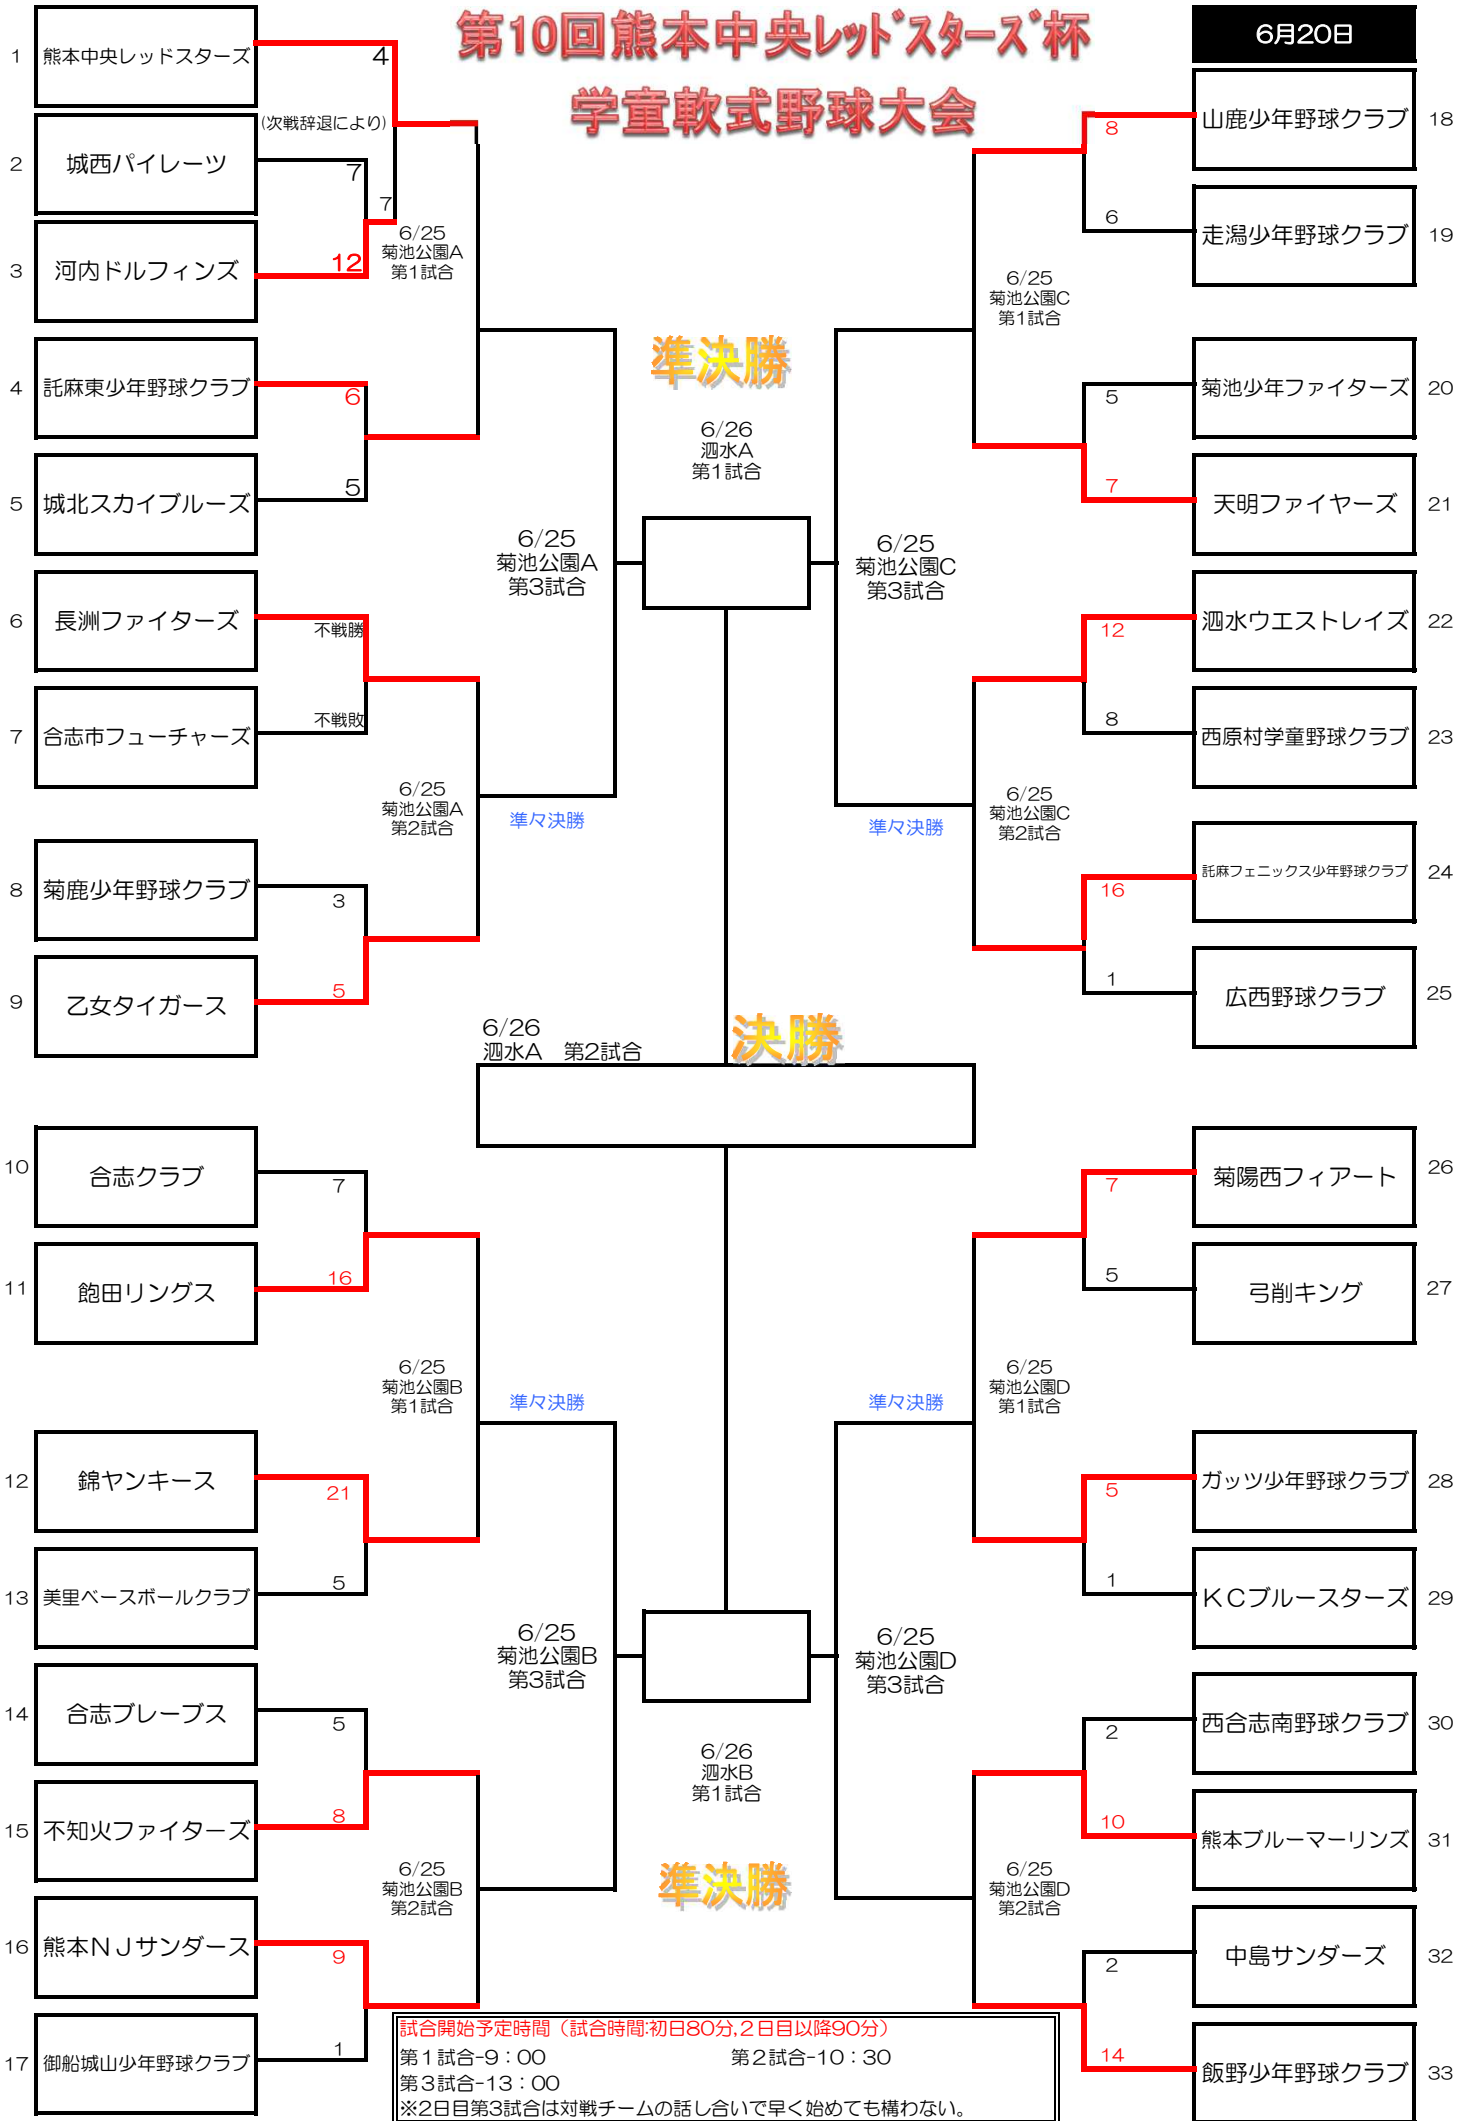 第10回熊本中央レッドスターズ杯
学童軟式野球大会
6月20日
1 熊本中央レッドスターズ 4
(次戦辞退により)
2 城西パイレーツ 7
7
3 河内ドルフィンズ 12
6/25
菊池公園A
第1試合
4 託麻東少年野球クラブ 6
5 城北スカイブルーズ 5
6/25
菊池公園A
第3試合
6 長洲ファイターズ 不戦勝
7 合志市フューチャーズ 不戦敗
6/25
菊池公園A
第2試合
準々決勝
8 菊鹿少年野球クラブ 3
9 乙女タイガース 5
10 合志クラブ 7
11 飽田リングス 16
6/25
菊池公園B
第1試合
準々決勝
12 錦ヤンキース 21
13 美里ベースボールクラブ 5
6/25
菊池公園B
第3試合
14 合志ブレーブス 5
15 不知火ファイターズ 8
6/25
菊池公園B
第2試合
16 熊本NJサンダース 9
17 御船城山少年野球クラブ 1
準決勝
6/26
泗水A
第1試合
決勝
6/26
泗水A 第2試合
6/26
泗水B
第1試合
準決勝
8 山鹿少年野球クラブ 18
6 走潟少年野球クラブ 19
6/25
菊池公園C
第1試合
5 菊池少年ファイターズ 20
7 天明ファイヤーズ 21
6/25
菊池公園C
第3試合
12 泗水ウエストレイズ 22
8 西原村学童野球クラブ 23
6/25
菊池公園C
第2試合
準々決勝
16 託麻フェニックス少年野球クラブ 24
1 広西野球クラブ 25
7 菊陽西フィアート 26
5 弓削キング 27
6/25
菊池公園D
第1試合
準々決勝
5 ガッツ少年野球クラブ 28
1 KCブルースターズ 29
6/25
菊池公園D
第3試合
2 西合志南野球クラブ 30
10 熊本ブルーマーリンズ 31
6/25
菊池公園D
第2試合
2 中島サンダーズ 32
14 飯野少年野球クラブ 33
試合開始予定時間(試合時間:初日80分,2日目以降90分)
第1試合-9:00 第2試合-10:30
第3試合-13:00
※2日目第3試合は対戦チームの話し合いで早く始めても構わない。